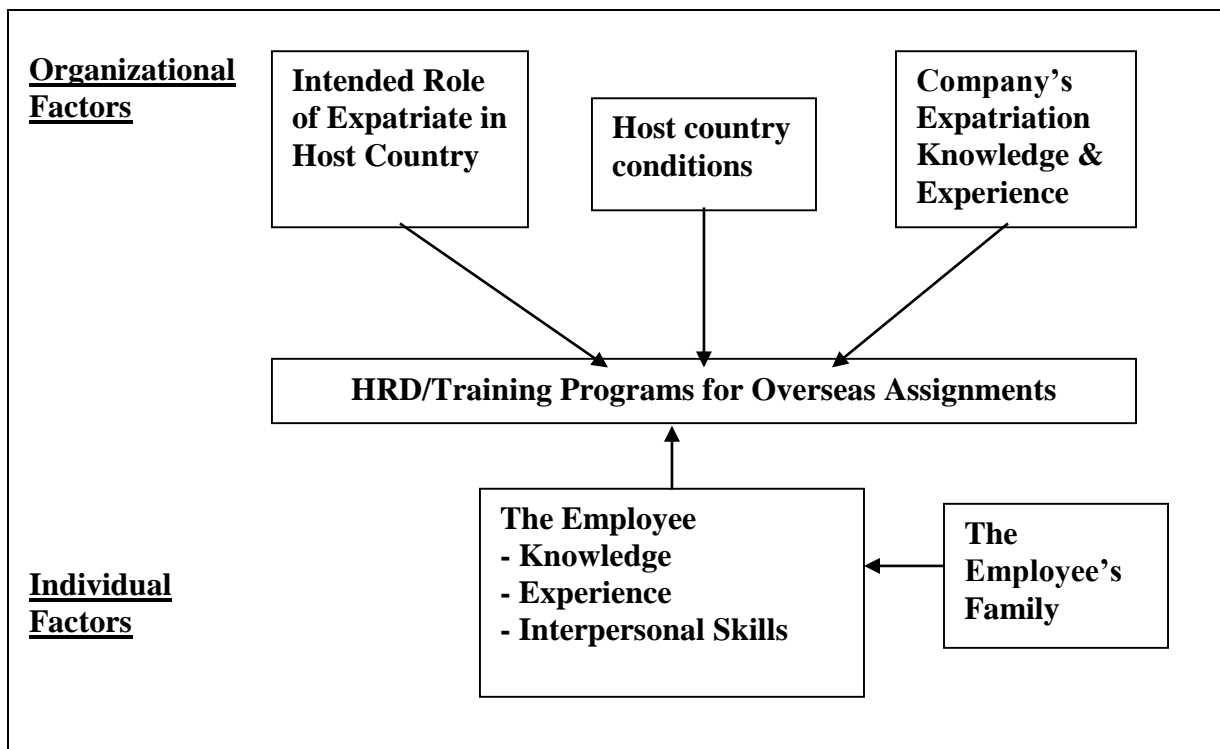 Organizational
Factors
Intended Role
of Expatriate in
Host Country
Host country
conditions
Company’s
Expatriation
Knowledge &
Experience
HRD/Training Programs for Overseas Assignments
Individual
Factors
The Employee
- Knowledge
- Experience
- Interpersonal Skills
The
Employee’s
Family